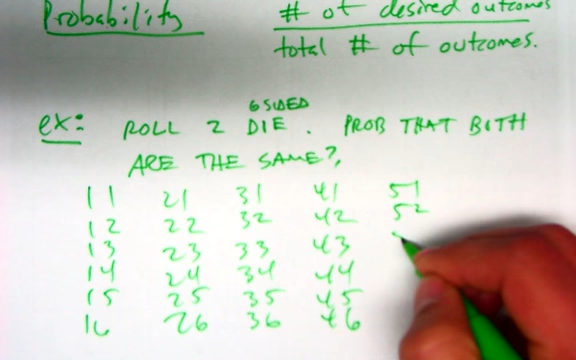 Probability
# of desired outcomes
total # of outcomes.
6 SIDED
ex: ROLL 2 DIE. PROB THAT BOTH
ARE THE SAME?,
11 21 31 41 51
12 22 32 42 52
13 23 33 43
14 24 34 44
15 25 35 45
16 26 36 46